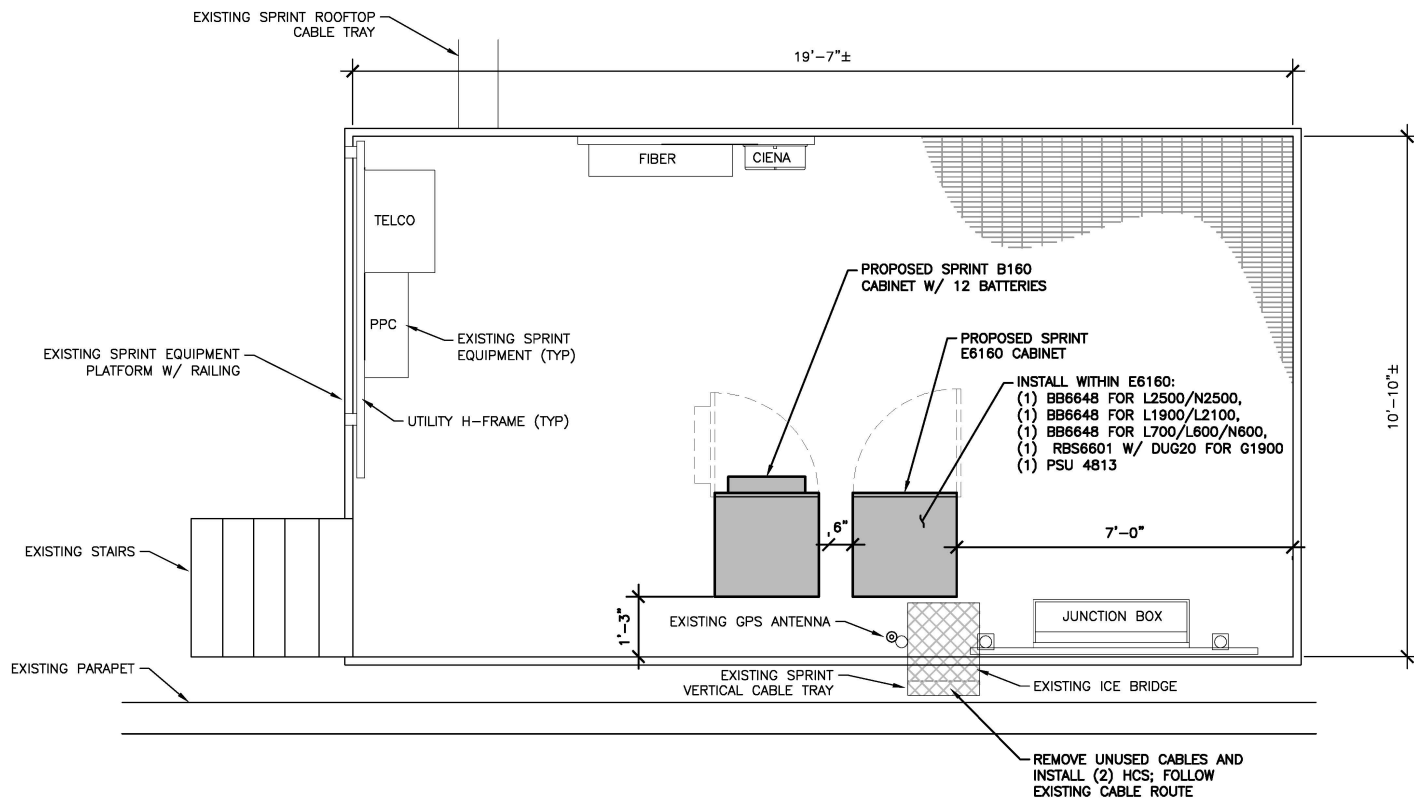 EXISTING SPRINT ROOFTOP
CABLE TRAY
19'-7"±
FIBER
CIENA
TELCO
PROPOSED SPRINT B160
CABINET W/ 12 BATTERIES
PPC
EXISTING SPRINT
EQUIPMENT (TYP)
PROPOSED SPRINT
E6160 CABINET
EXISTING SPRINT EQUIPMENT
PLATFORM W/ RAILING
INSTALL WITHIN E6160:
(1) BB6648 FOR L2500/N2500,
(1) BB6648 FOR L1900/L2100,
(1) BB6648 FOR L700/L600/N600,
(1) RBS6601 W/ DUG20 FOR G1900
(1) PSU 4813
10'-10"±
UTILITY H-FRAME (TYP)
6"
7'-0"
EXISTING STAIRS
1'-3"
EXISTING GPS ANTENNA
JUNCTION BOX
EXISTING PARAPET
EXISTING SPRINT
VERTICAL CABLE TRAY
EXISTING ICE BRIDGE
REMOVE UNUSED CABLES AND
INSTALL (2) HCS; FOLLOW
EXISTING CABLE ROUTE